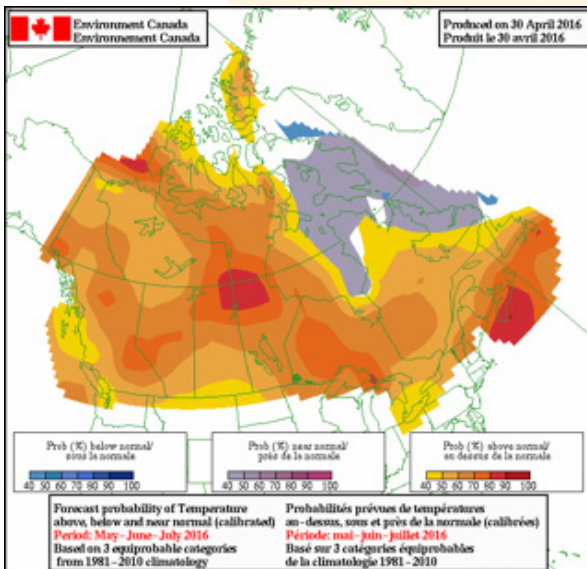 Environment Canada
Environnement Canada
Produced on 30 April 2016
Produit le 30 avril 2016
Prob (%) below normal/
sous la normale
40 50 60 70 80 90 100
Prob (%) near normal/
près de la normale
40 50 60 70 80 90 100
Prob (%) above normal/
en dessus de la normale
40 50 60 70 80 90 100
Forecast probability of Temperature
above, below and near normal (calibrated)
Period: May-June-July 2016
Based on 3 equiprobable categories
from 1981-2010 climatology
Probabilités prévues de températures
au-dessus, sous et près de la normale (calibrées)
Période: mai-juin-juillet 2016
Basé sur 3 catégories équiprobables
de la climatologie 1981-2010